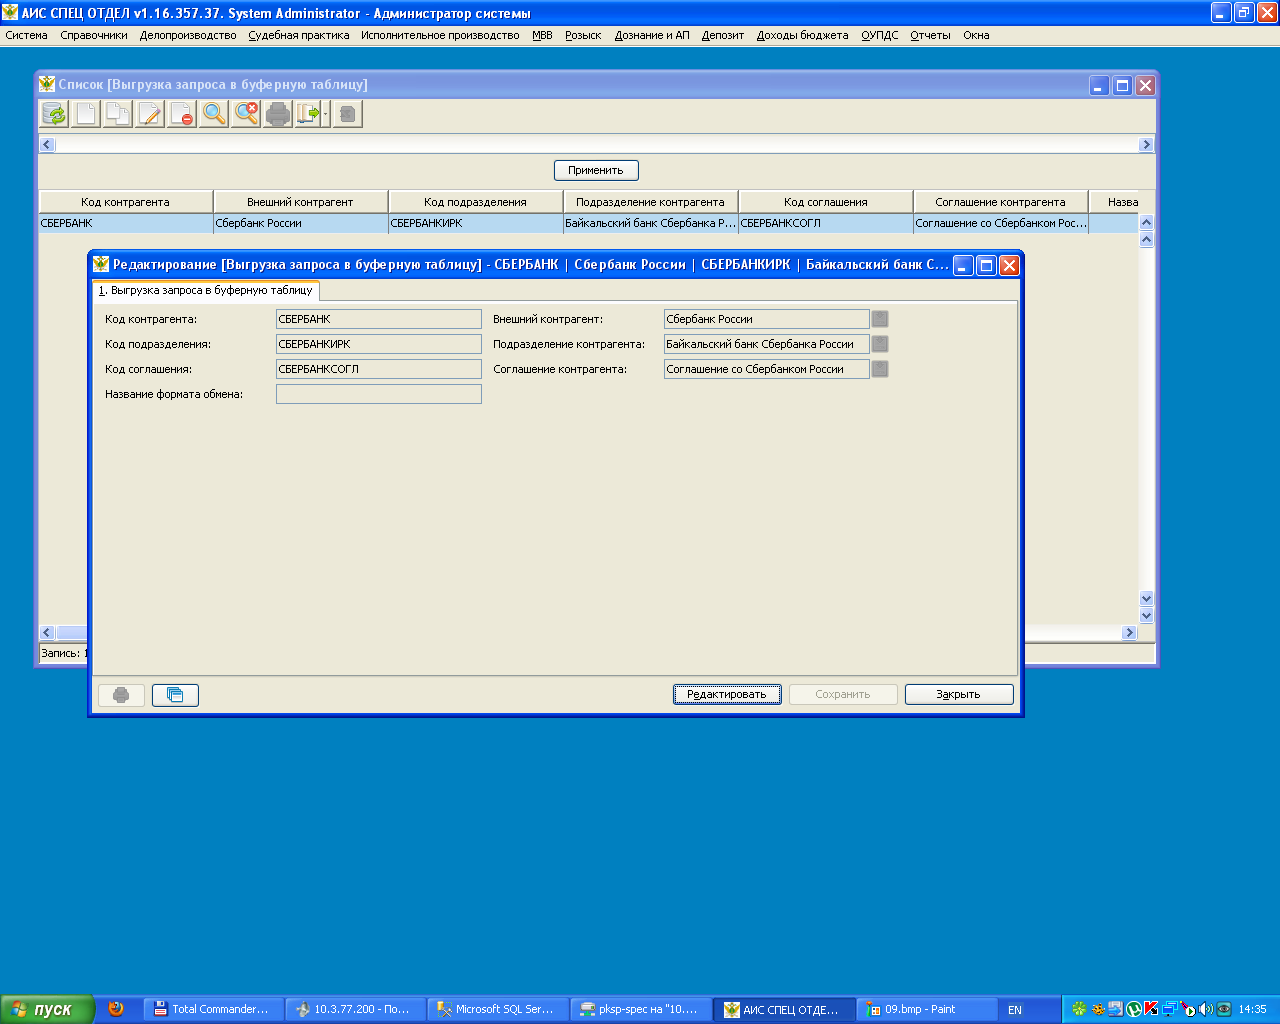 АИС СПЕЦ ОТДЕЛ v1.16.357.37. System Administrator - Администратор системы
Система Справочники Делопроизводство Судебная практика Исполнительное производство МВВ Розыск Дознание и АП Депозит Доходы бюджета ОУПДС Отчеты Окна
Список [Выгрузка запроса в буферную таблицу]
Применить
Код контрагента Внешний контрагент Код подразделения Подразделение контрагента Код соглашения Соглашение контрагента Назва
СБЕРБАНК Сбербанк России СБЕРБАНКИРК Байкальский банк Сбербанка Р... СБЕРБАНКСОГЛ Соглашение со Сбербанком Рос...
Редактирование [Выгрузка запроса в буферную таблицу] - СБЕРБАНК | Сбербанк России | СБЕРБАНКИРК | Байкальский банк С...
1. Выгрузка запроса в буферную таблицу
Код контрагента: СБЕРБАНК Внешний контрагент: Сбербанк России
Код подразделения: СБЕРБАНКИРК Подразделение контрагента: Байкальский банк Сбербанка России
Код соглашения: СБЕРБАНКСОГЛ Соглашение контрагента: Соглашение со Сбербанком России
Название формата обмена:
Запись: 1
Редактировать Сохранить Закрыть
пуск Total Commander... 10.3.77.200 - По... Microsoft SQL Ser... pksp-spec на "10.... АИС СПЕЦ ОТДЕ... 09.bmp - Paint EN 14:35